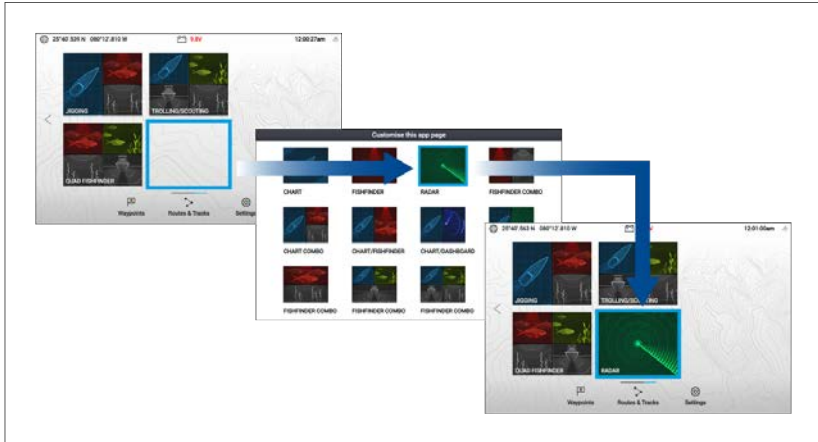 25°40'.539 N 080°12'.810 W 9.8V 12:00:27am
JIGGING TROLLING/SCOUTING
QUAD FISHFINDER
Waypoints Routes & Tracks Settings
Customise this app page
CHART FISHFINDER RADAR FISHFINDER COMBO
CHART COMBO CHART/FISHFINDER CHART/DASHBOARD
FISHFINDER COMBO FISHFINDER COMBO FISHFINDER COMBO
25°40'.543 N 080°12'.810 W 12:01:00am
JIGGING TROLLING/SCOUTING
QUAD FISHFINDER RADAR
Waypoints Routes & Tracks Settings